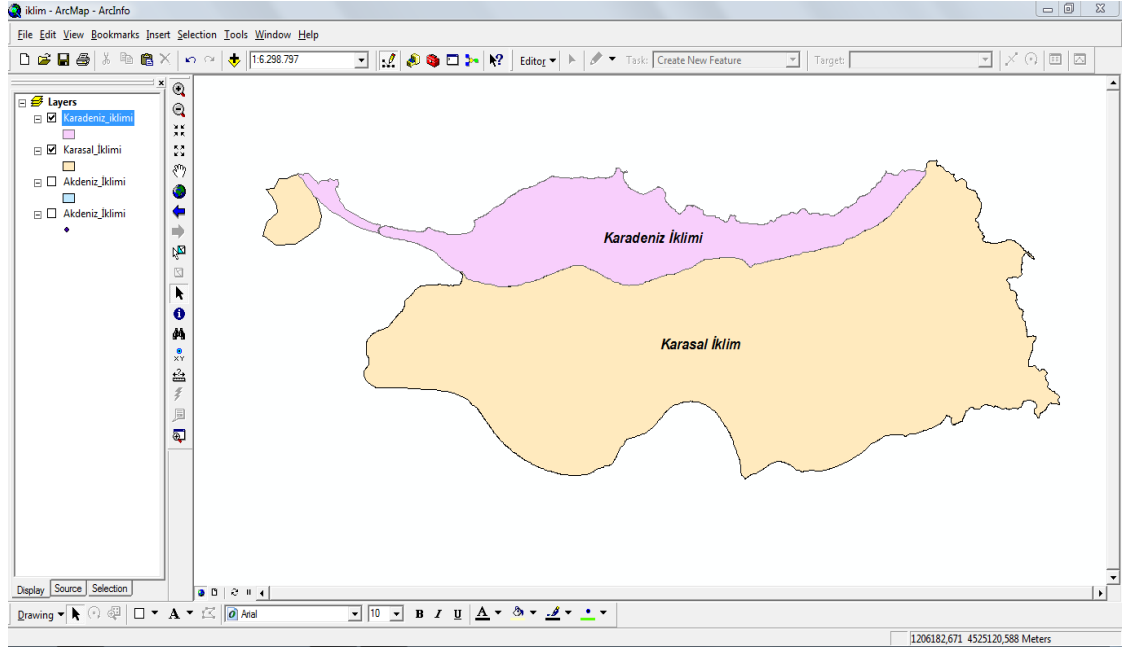 iklim - ArcMap - ArcInfo
File Edit View Bookmarks Insert Selection Tools Window Help
1:6.298.797 Editor Task: Create New Feature Target:
Layers
Karadeniz_iklimi
Karasal_İklimi
Akdeniz_İklimi
Akdeniz_İklimi
Karadeniz İklimi
Karasal İklim
Display Source Selection
Drawing A Arial 10 B I U A
1206182,671 4525120,588 Meters